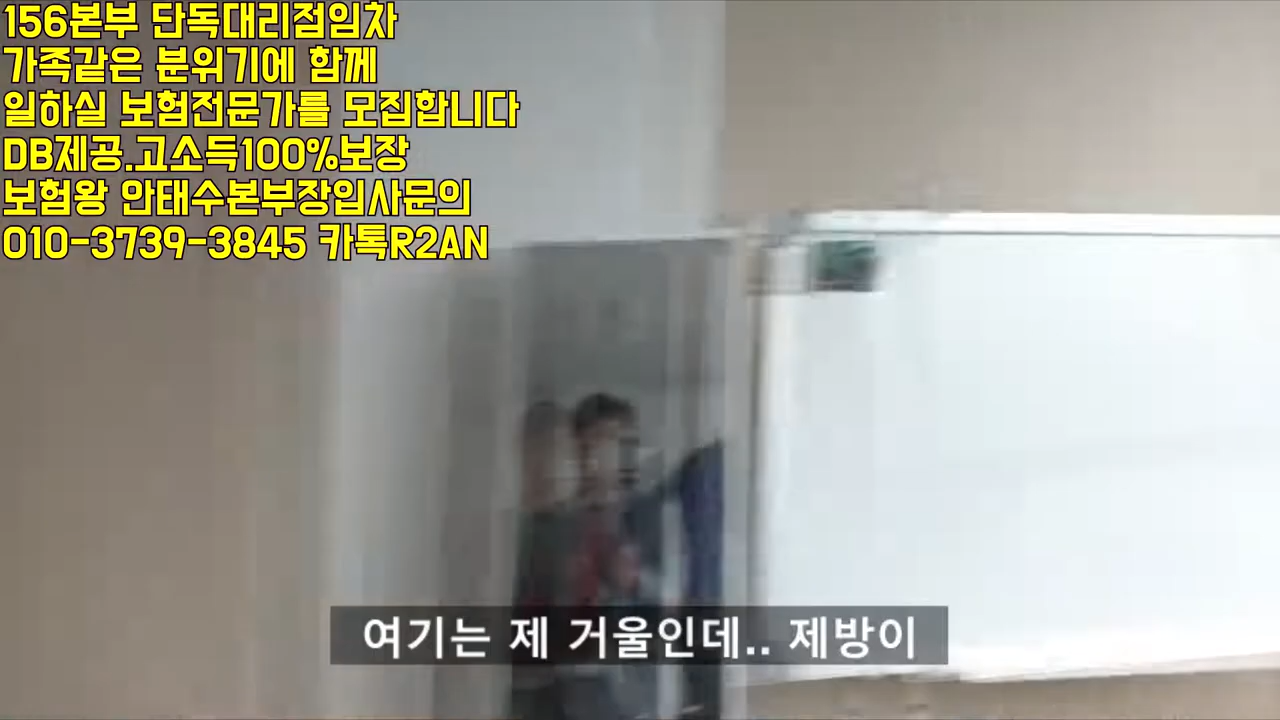 156본부 단독대리점임차
가족같은 분위기에 함께
일하실 보험전문가를 모집합니다
DB제공.고소득100%보장
보험왕 안태수본부장입사문의
010-3739-3845 카톡R2AN
여기는 제 거울인데.. 제방이